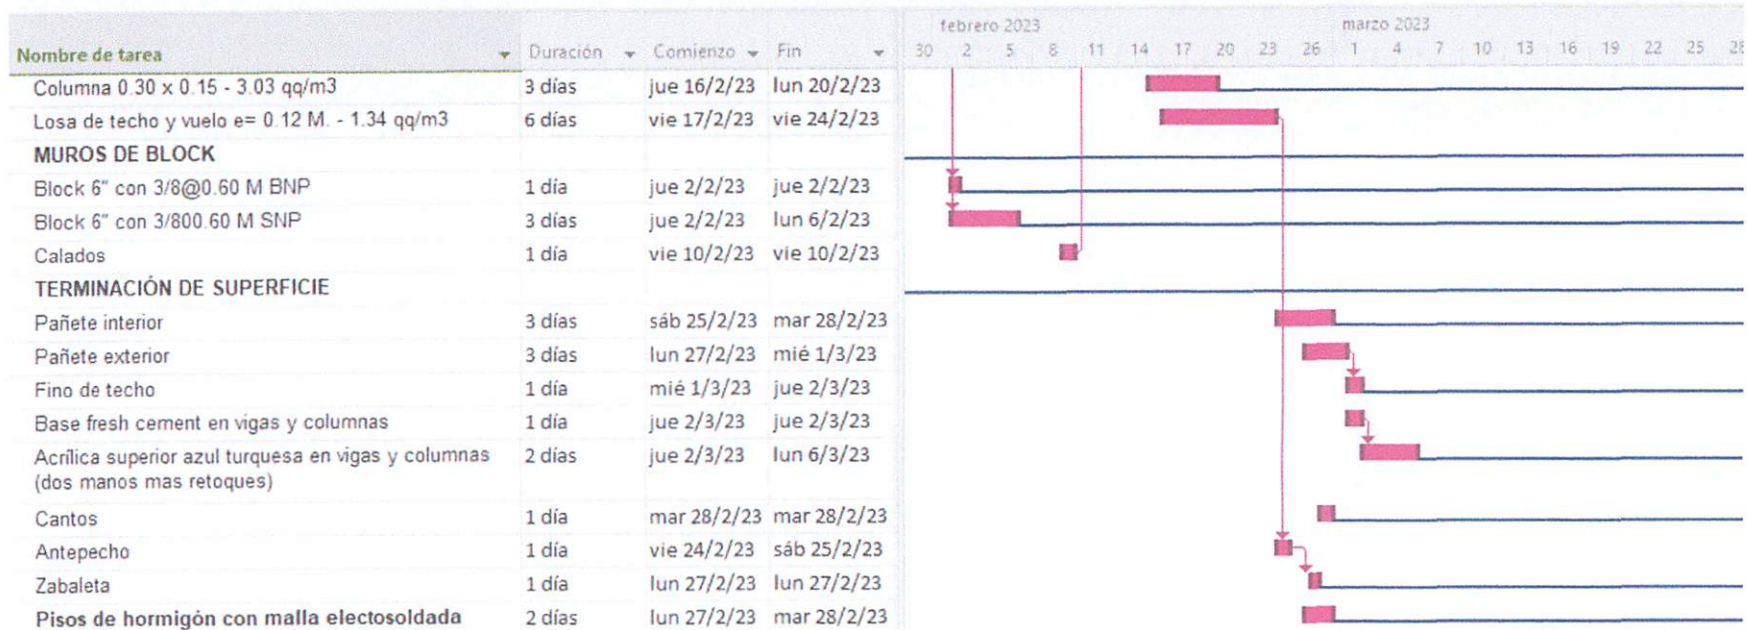 febrero 2023 marzo 2023
Nombre de tarea Duración Comienzo Fin 30 2 5 8 11 14 17 20 23 26 1 4 7 10 13 16 19 22 25 28
Columna 0.30 x 0.15 - 3.03 qq/m3 3 días jue 16/2/23 lun 20/2/23
Losa de techo y vuelo e= 0.12 M. - 1.34 qq/m3 6 días vie 17/2/23 vie 24/2/23
MUROS DE BLOCK
Block 6" con 3/8@0.60 M BNP 1 día jue 2/2/23 jue 2/2/23
Block 6" con 3/800.60 M SNP 3 días jue 2/2/23 lun 6/2/23
Calados 1 día vie 10/2/23 vie 10/2/23
TERMINACIÓN DE SUPERFICIE
Pañete interior 3 días sáb 25/2/23 mar 28/2/23
Pañete exterior 3 días lun 27/2/23 mié 1/3/23
Fino de techo 1 día mié 1/3/23 jue 2/3/23
Base fresh cement en vigas y columnas 1 día jue 2/3/23 jue 2/3/23
Acrílica superior azul turquesa en vigas y columnas 2 días jue 2/3/23 lun 6/3/23
(dos manos mas retoques)
Cantos 1 día mar 28/2/23 mar 28/2/23
Antepecho 1 día vie 24/2/23 sáb 25/2/23
Zabaleta 1 día lun 27/2/23 lun 27/2/23
Pisos de hormigón con malla electosoldada 2 días lun 27/2/23 mar 28/2/23